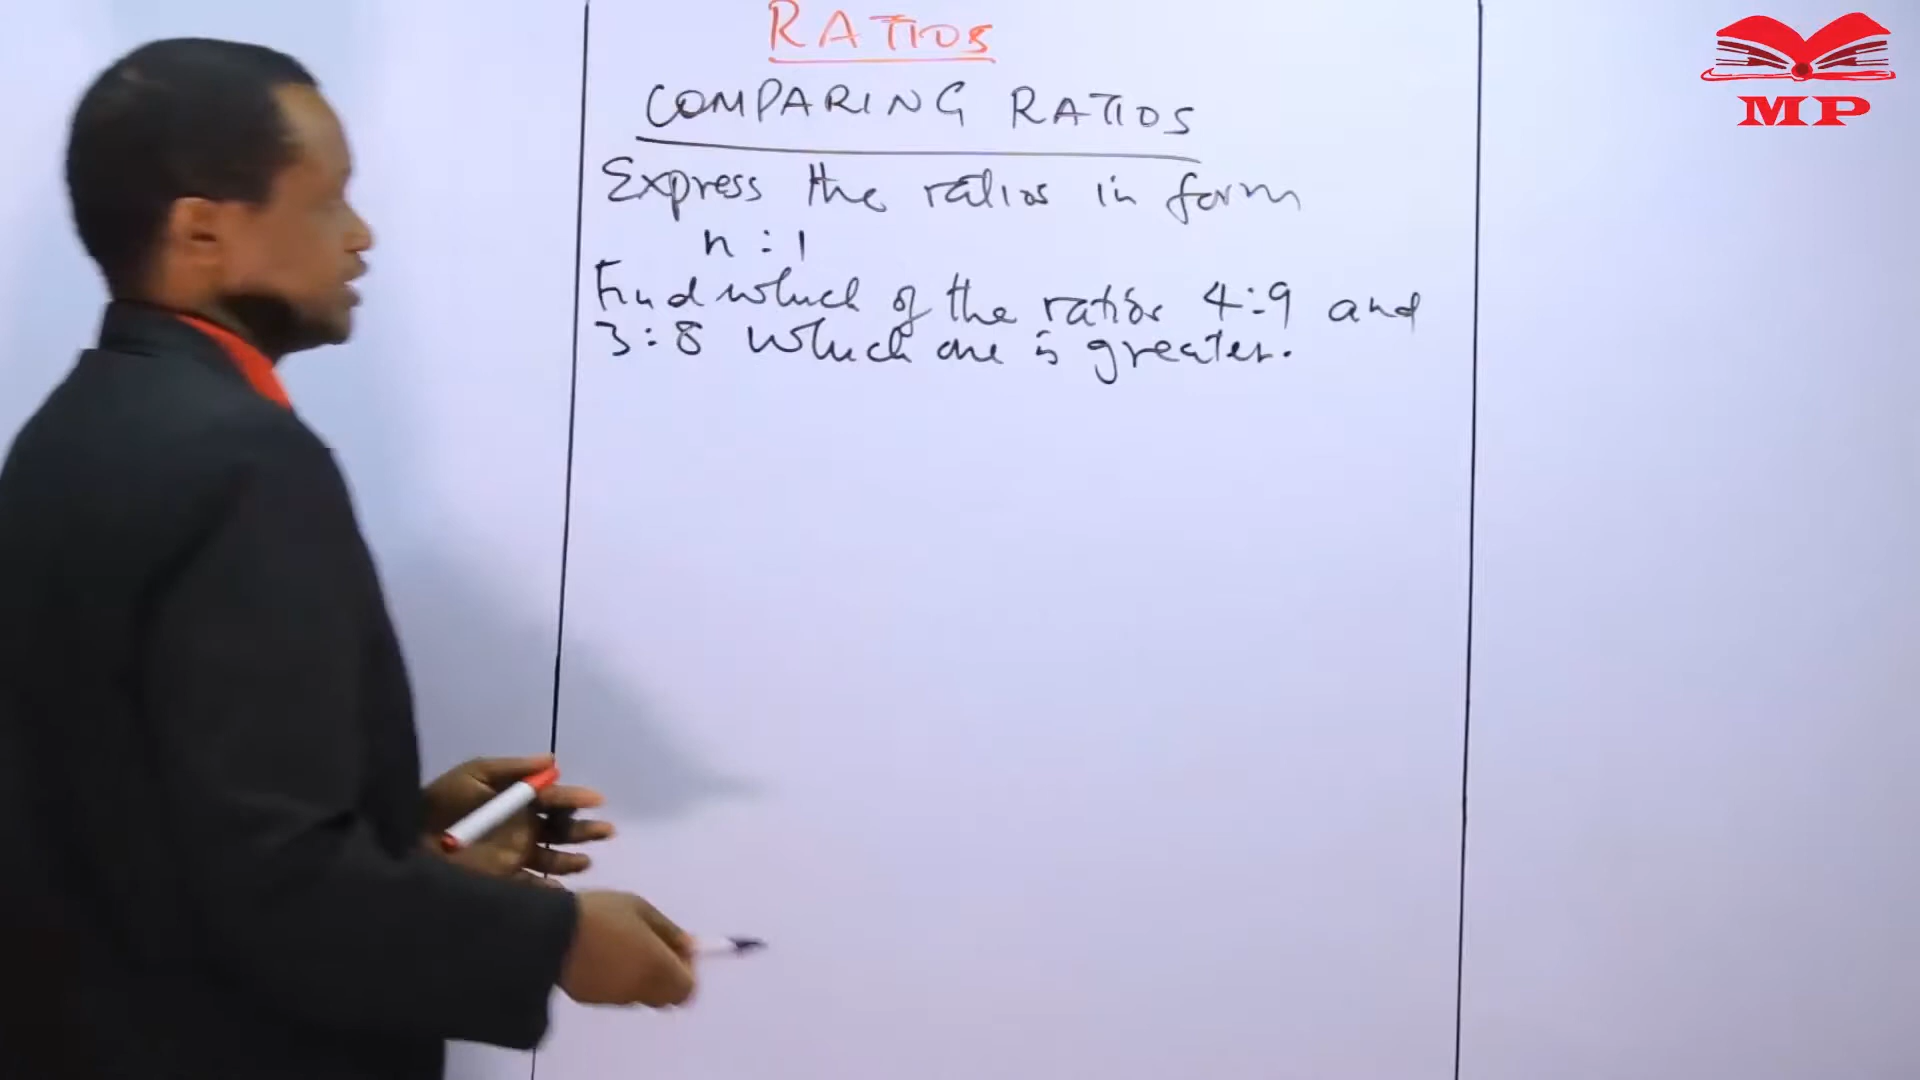 RATIOS
COMPARING RATIOS
Express the ratios in form
n : 1
Find which of the ratios 4:9 and
3:8 which one is greater.
MP